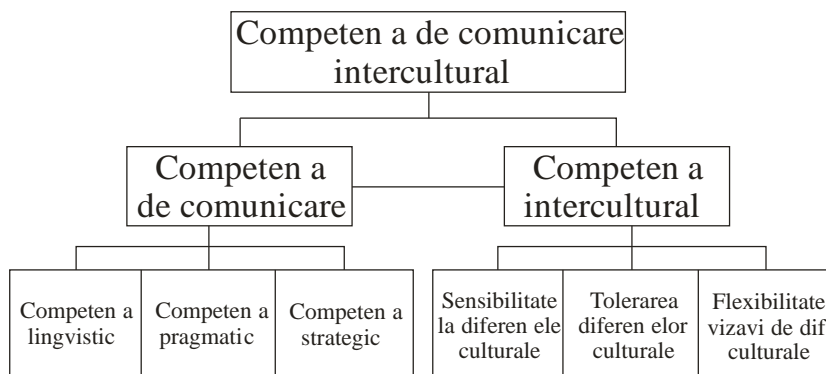 Competen a de comunicare
intercultural
Competen a
de comunicare
Competen a
intercultural
Competen a
lingvistic
Competen a
pragmatic
Competen a
strategic
Sensibilitate
la diferen ele
culturale
Tolerarea
diferen elor
culturale
Flexibilitate
vizavi de dif
culturale